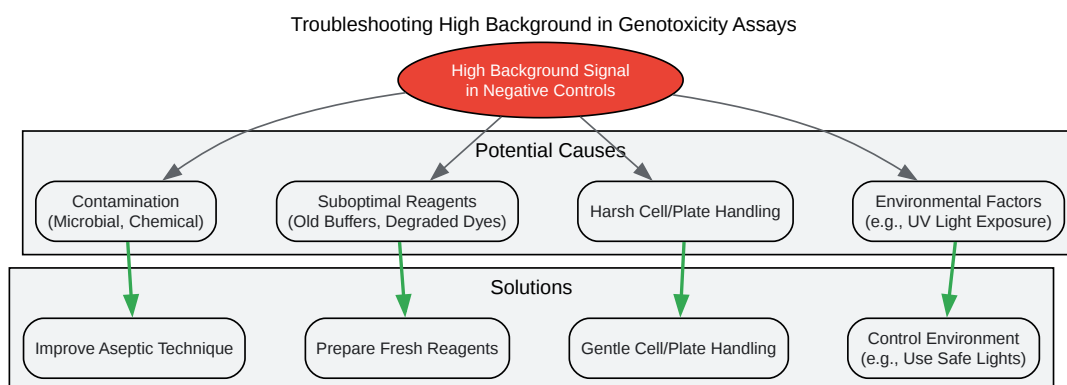 Troubleshooting High Background in Genotoxicity Assays
High Background Signal
in Negative Controls
Potential Causes
Contamination
(Microbial, Chemical)
Suboptimal Reagents
(Old Buffers, Degraded Dyes)
Harsh Cell/Plate Handling
Environmental Factors
(e.g., UV Light Exposure)
Solutions
Improve Aseptic Technique
Prepare Fresh Reagents
Gentle Cell/Plate Handling
Control Environment
(e.g., Use Safe Lights)